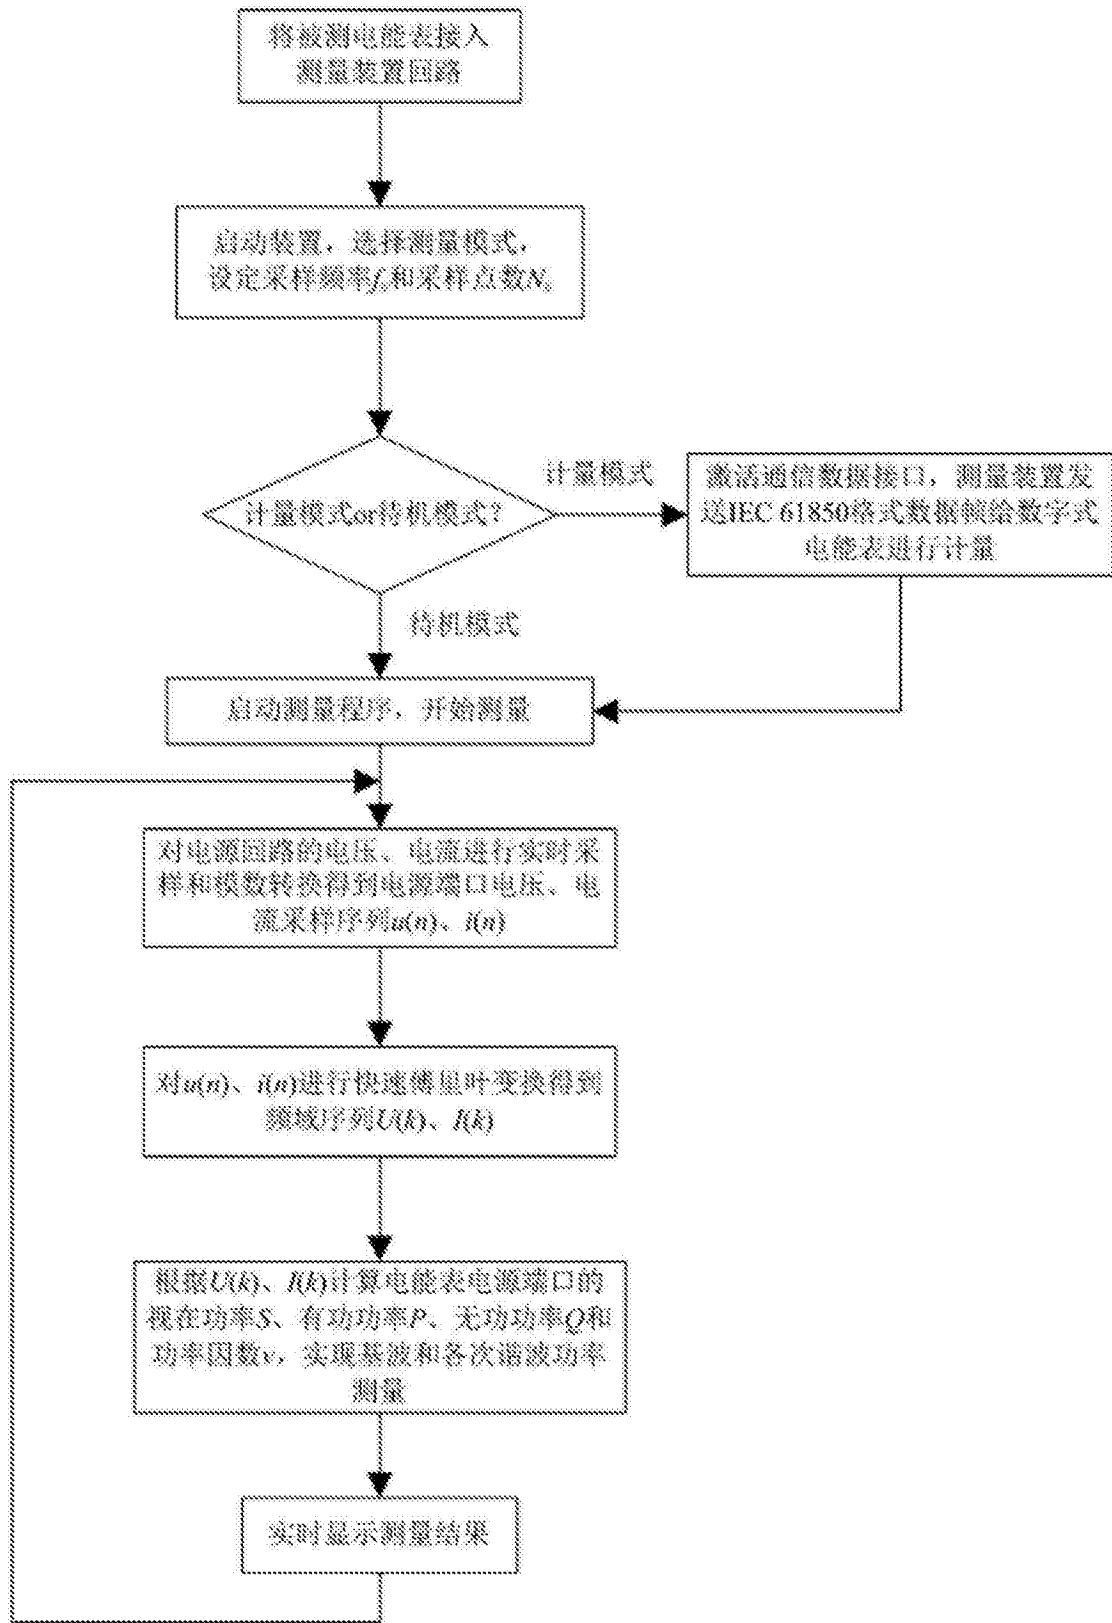 将被测电能表接入
测量装置回路
启动装置，选择测量模式，
设定采样频率fs和采样点数Ns
计量模式or待机模式？
计量模式
激活通信数据接口，测量装置发
送IEC 61850格式数据帧给数字式
电能表进行计量
待机模式
启动测量程序，开始测量
对电源回路的电压、电流进行实时采
样和模数转换得到电源端口电压、电
流采样序列u(n)、i(n)
对u(n)、i(n)进行快速傅里叶变换得到
频域序列U(k)、I(k)
根据U(k)、I(k)计算电能表电源端口的
视在功率S、有功功率P、无功功率Q和
功率因数v，实现基波和各次谐波功率
测量
实时显示测量结果